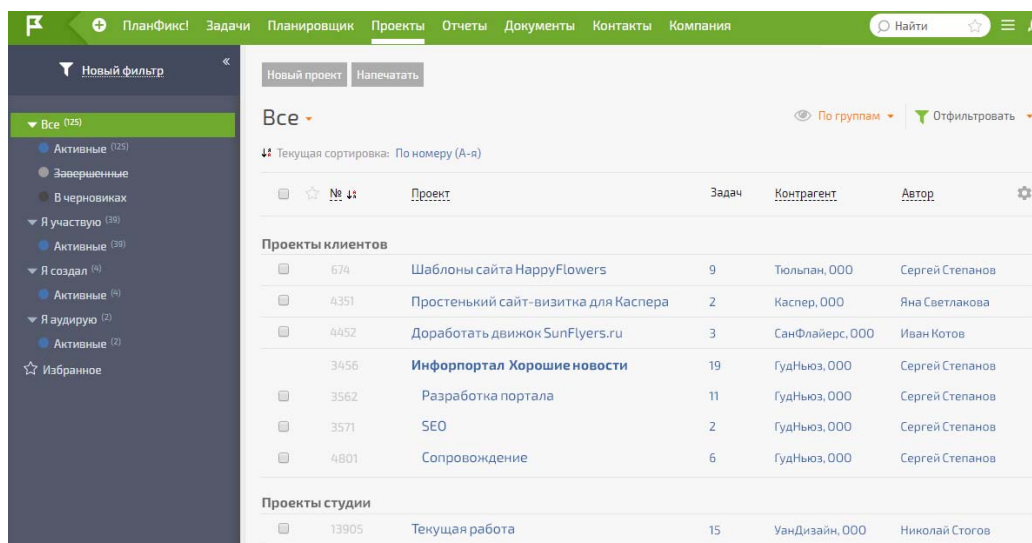 ПланФикс! Задачи Планировщик Проекты Отчеты Документы Контакты Компания Найти
Новый фильтр
Все (125)
Активные (125)
Завершенные
В черновиках
Я участвую (39)
Активные (39)
Я создал (4)
Активные (4)
Я аудирую (2)
Активные (2)
Избранное
Новый проект Напечатать
Все
По группам Отфильтровать
Текущая сортировка: По номеру (А-я)
№ Проект Задач Контрагент Автор
Проекты клиентов
674 Шаблоны сайта HappyFlowers 9 Тюльпан, ООО Сергей Степанов
4351 Простенький сайт-визитка для Каспера 2 Каспер, ООО Яна Светлакова
4452 Доработать движок SunFlyers.ru 3 СанФлайерс, ООО Иван Котов
3456 Инфорпортал Хорошие новости 19 ГудНьюз, ООО Сергей Степанов
3562 Разработка портала 11 ГудНьюз, ООО Сергей Степанов
3571 SEO 2 ГудНьюз, ООО Сергей Степанов
4801 Сопровождение 6 ГудНьюз, ООО Сергей Степанов
Проекты студии
13905 Текущая работа 15 УанДизайн, ООО Николай Стогов